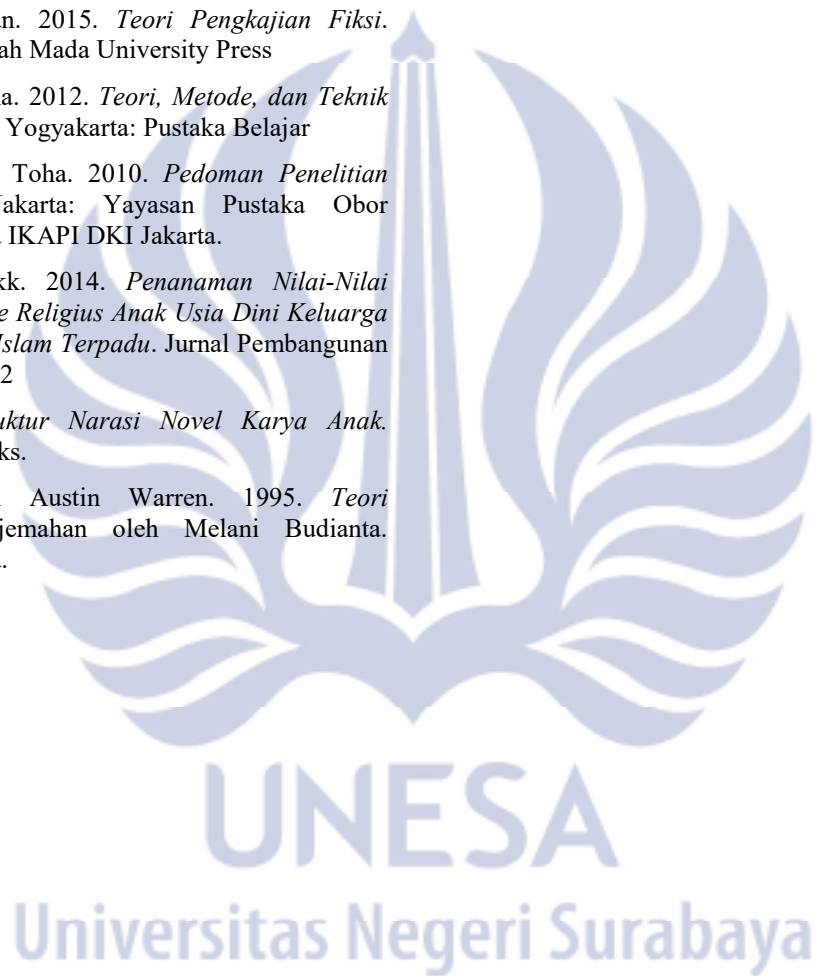 an. 2015. Teori Pengkajian Fiksi.
ah Mada University Press
a. 2012. Teori, Metode, dan Teknik
Yogyakarta: Pustaka Belajar
Toha. 2010. Pedoman Penelitian
akarta: Yayasan Pustaka Obor
IKAPI DKI Jakarta.
kk. 2014. Penanaman Nilai-Nilai
e Religius Anak Usia Dini Keluarga
Islam Terpadu. Jurnal Pembangunan
2
uktur Narasi Novel Karya Anak.
ks.
Austin Warren. 1995. Teori
jemahan oleh Melani Budianta.
UNESA
Universitas Negeri Surabaya